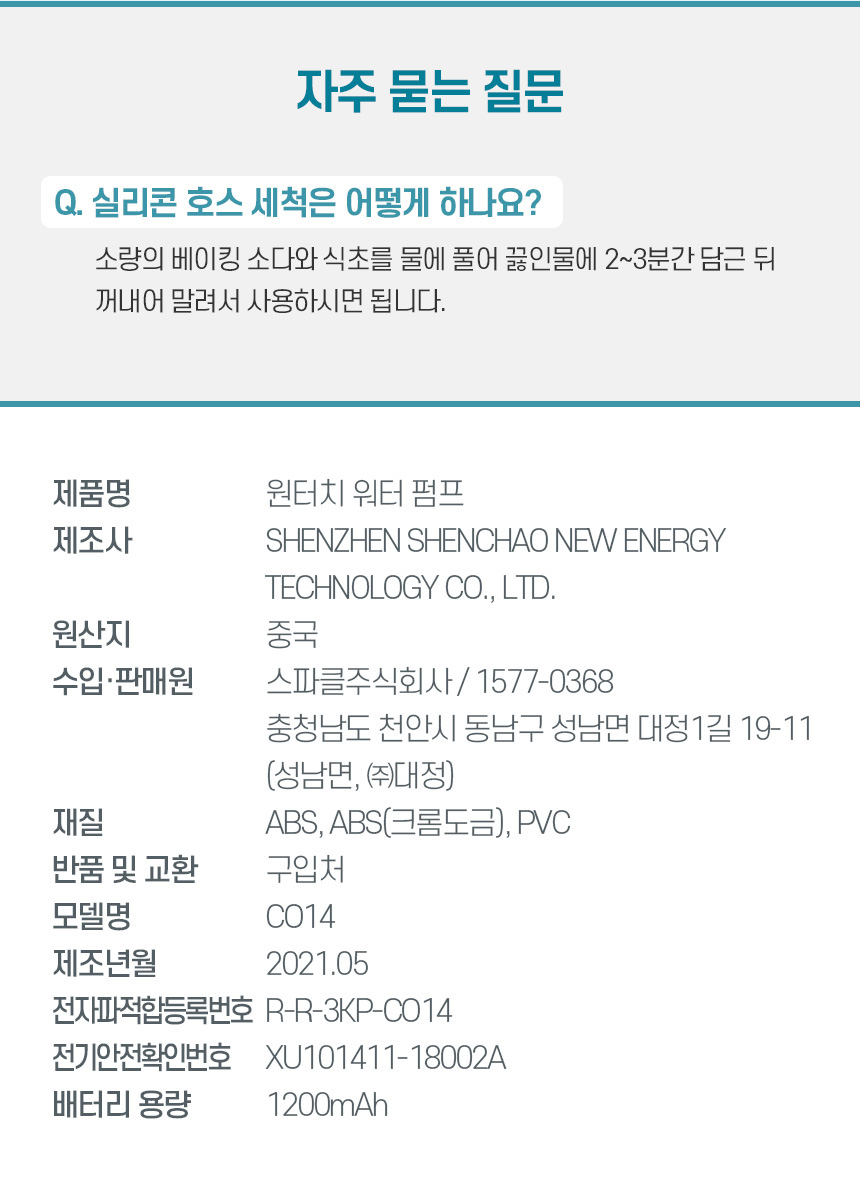 자주 묻는 질문
Q. 실리콘 호스 세척은 어떻게 하나요?
소량의 베이킹 소다와 식초를 물에 풀어 끓인물에 2~3분간 담근 뒤
꺼내어 말려서 사용하시면 됩니다.
제품명 원터치 워터 펌프
제조사 SHENZHEN SHENCHAO NEW ENERGY
TECHNOLOGY CO., LTD.
원산지 중국
수입·판매원 스파클주식회사 / 1577-0368
충청남도 천안시 동남구 성남면 대정1길 19-11
(성남면, ㈜대정)
재질 ABS, ABS(크롬도금), PVC
반품 및 교환 구입처
모델명 CO14
제조년월 2021.05
전자파적합등록번호 R-R-3KP-CO14
전기안전확인번호 XU101411-18002A
배터리 용량 1200mAh